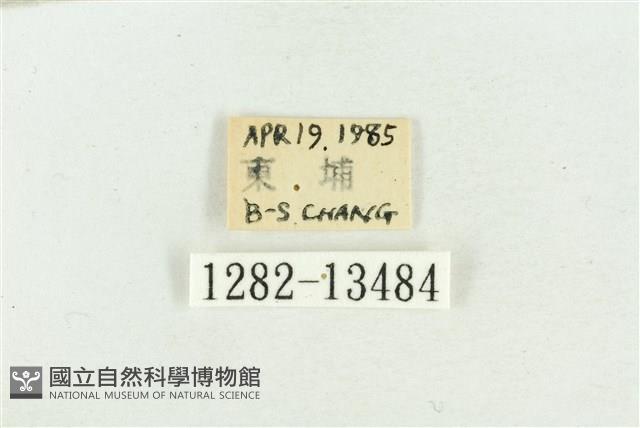 APR 19. 1985
東埔
B-S CHANG
1282-13484
國立自然科學博物館
NATIONAL MUSEUM OF NATURAL SCIENCE